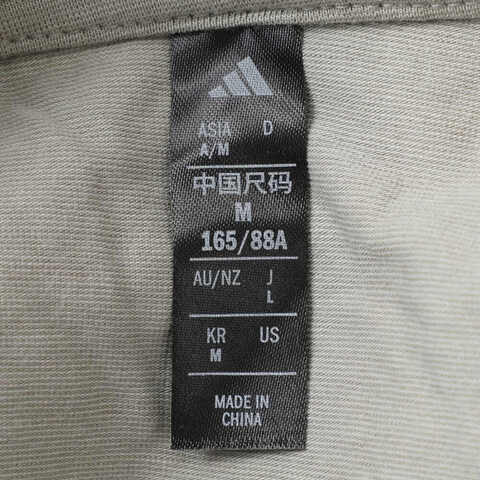 ASIA D
A/M
中国尺码
M
165/88A
AU/NZ J
L
KR US
M
MADE IN
CHINA